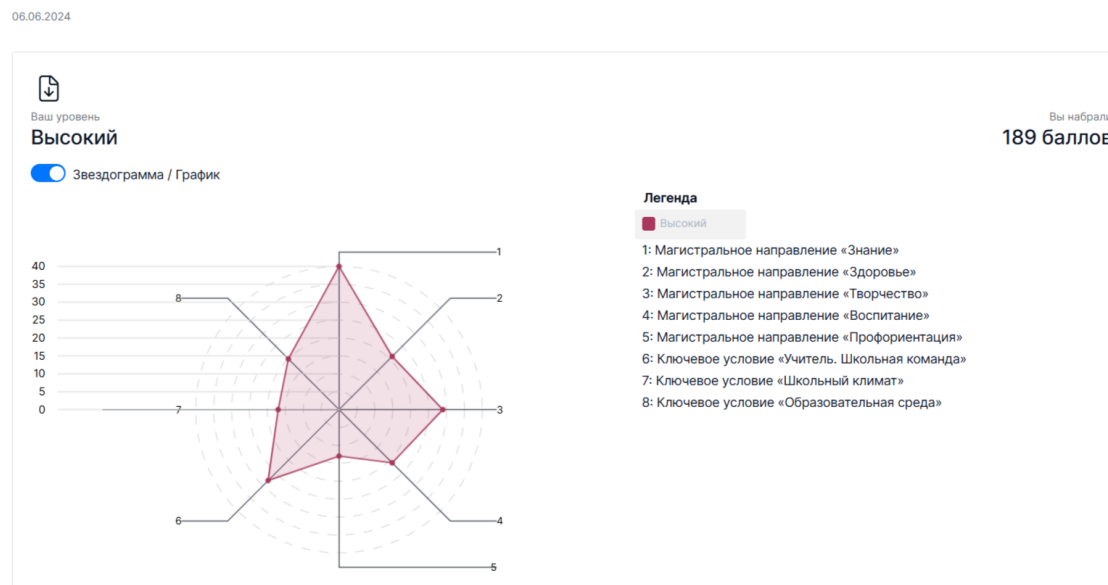 06.06.2024
Ваш уровень
Высокий
Вы набрали
189 баллов
Звездограмма / График
Легенда
Высокий
1: Магистральное направление «Знание»
2: Магистральное направление «Здоровье»
3: Магистральное направление «Творчество»
4: Магистральное направление «Воспитание»
5: Магистральное направление «Профориентация»
6: Ключевое условие «Учитель. Школьная команда»
7: Ключевое условие «Школьный климат»
8: Ключевое условие «Образовательная среда»
40
35
30
25
20
15
10
5
0
1
2
3
4
5
6
7
8